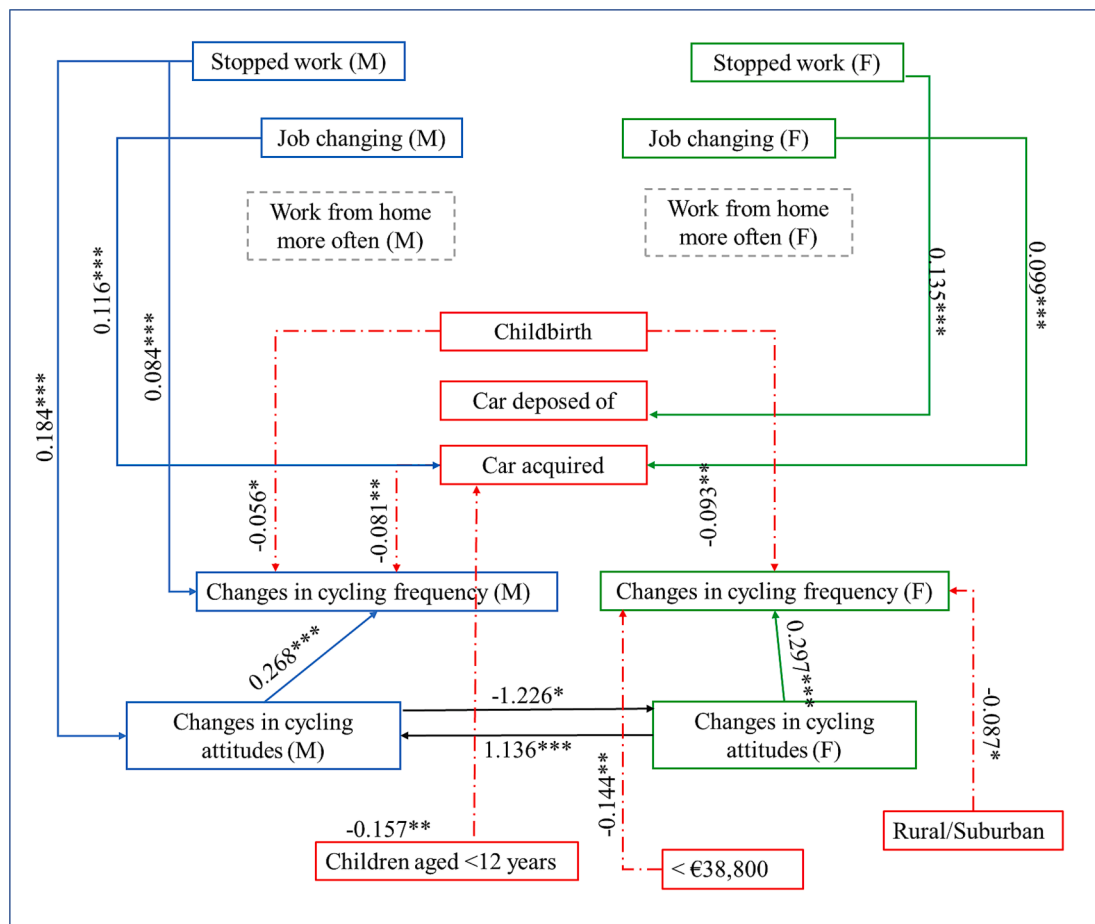 Stopped work (M)
Stopped work (F)
Job changing (M)
Job changing (F)
Work from home
more often (M)
Work from home
more often (F)
0.116***
0.084***
0.184***
0.135***
0.099***
Childbirth
Car deposed of
Car acquired
-0.056*
-0.081**
-0.093**
Changes in cycling frequency (M)
Changes in cycling frequency (F)
0.268***
0.297***
-1.226*
Changes in cycling
attitudes (M)
Changes in cycling
attitudes (F)
1.136***
-0.144**
-0.087*
-0.157**
Children aged <12 years
< €38,800
Rural/Suburban